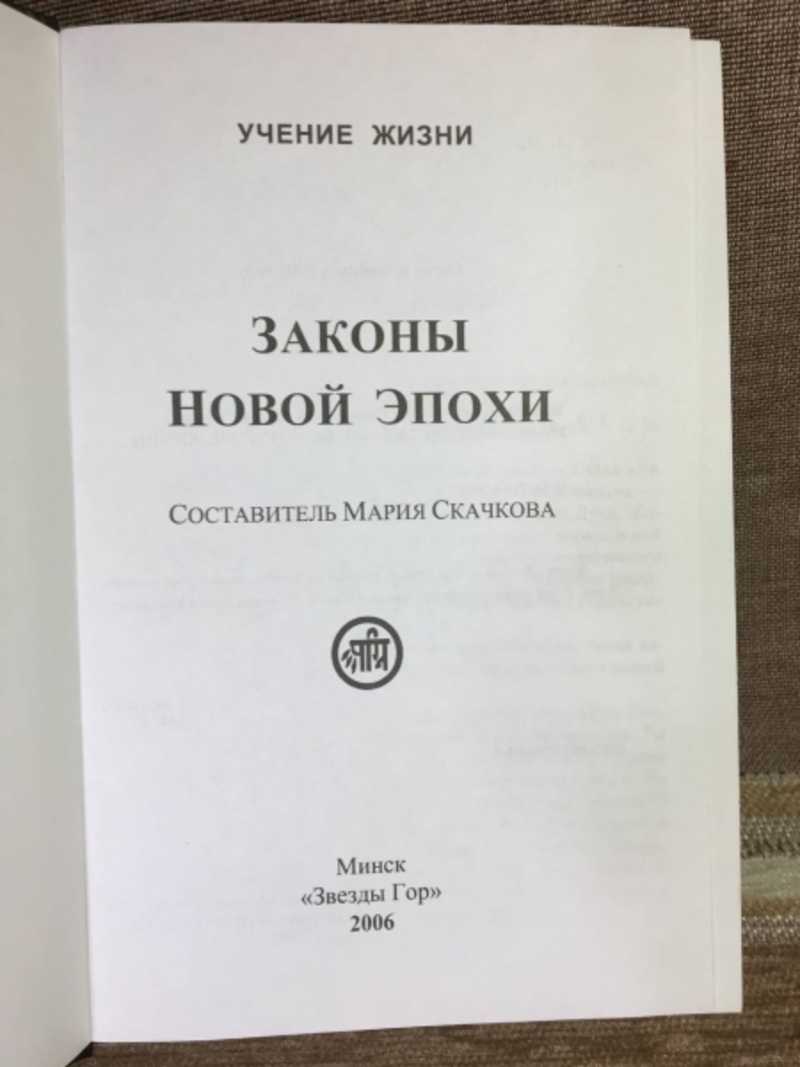 УЧЕНИЕ ЖИЗНИ
ЗАКОНЫ
НОВОЙ ЭПОХИ
СОСТАВИТЕЛЬ МАРИЯ СКАЧКОВА
Минск
«Звезды Гор»
2006